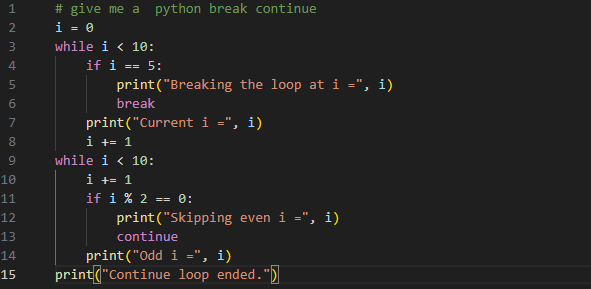 1 # give me a  python break continue
2 i = 0
3 while i < 10:
4     if i == 5:
5         print("Breaking the loop at i =", i)
6         break
7     print("Current i =", i)
8     i += 1
9 while i < 10:
10     i += 1
11     if i % 2 == 0:
12         print("Skipping even i =", i)
13         continue
14     print("Odd i =", i)
15 print("Continue loop ended.")